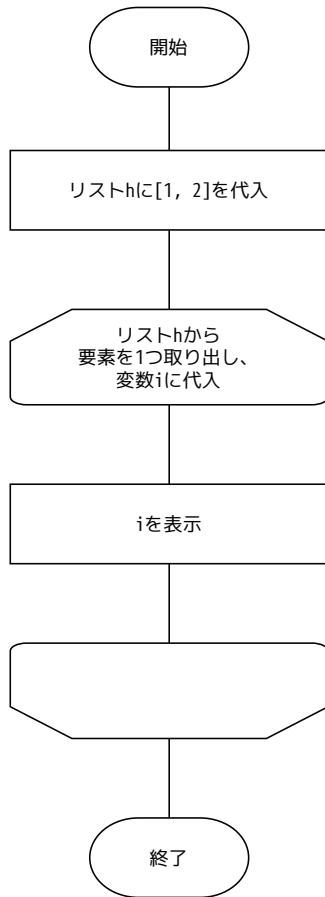 開始
リストhに[1, 2]を代入
リストhから
要素を1つ取り出し、
変数iに代入
iを表示
終了